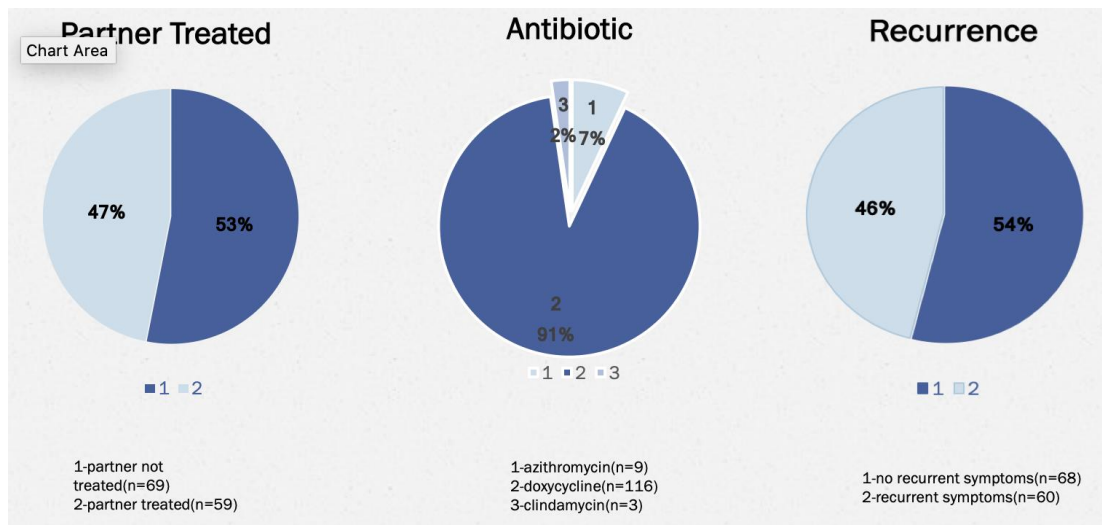 Partner Treated
Chart Area
47%
53%
1 2
1-partner not
treated(n=69)
2-partner treated(n=59)
Antibiotic
3
2%
1
7%
2
91%
1 2 3
1-azithromycin(n=9)
2-doxycycline(n=116)
3-clindamycin(n=3)
Recurrence
46%
54%
1 2
1-no recurrent symptoms(n=68)
2-recurrent symptoms(n=60)